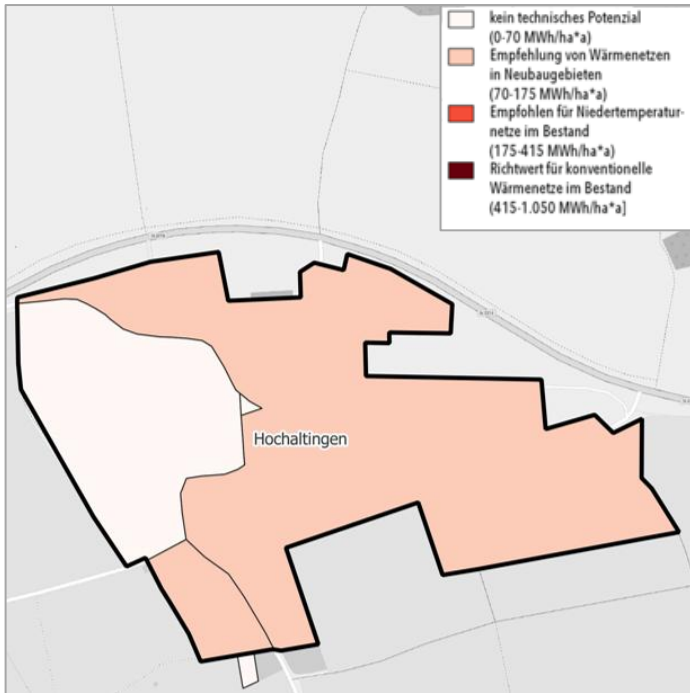 kein technisches Potenzial
(0-70 MWh/ha*a)
Empfehlung von Wärmenetzen
in Neubaugebieten
(70-175 MWh/ha*a)
Empfohlen für Niedertemperatur-
netze im Bestand
(175-415 MWh/ha*a)
Richtwert für konventionelle
Wärmenetze im Bestand
(415-1.050 MWh/ha*a]
Hochaltingen